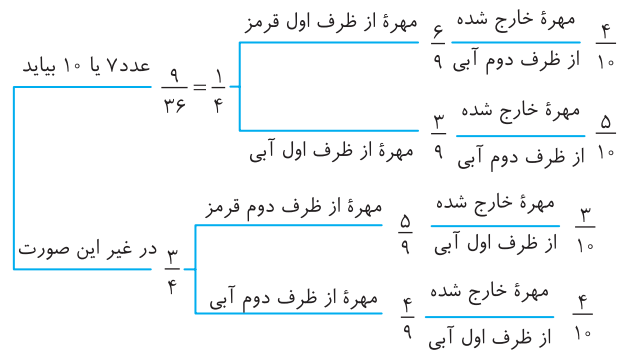 مهرهٔ از ظرف اول قرمز ۶/۹ مهرهٔ خارج شده از ظرف دوم آبی ۴/۱۰
عدد ۷ یا ۱۰ بیاید ۹/۳۶ = ۱/۴
مهرهٔ از ظرف اول آبی ۳/۹ مهرهٔ خارج شده از ظرف دوم آبی ۵/۱۰
مهرهٔ از ظرف دوم قرمز ۵/۹ مهرهٔ خارج شده از ظرف اول آبی ۳/۱۰
در غیر این صورت ۳/۴
مهرهٔ از ظرف دوم آبی ۴/۹ مهرهٔ خارج شده از ظرف اول آبی ۴/۱۰